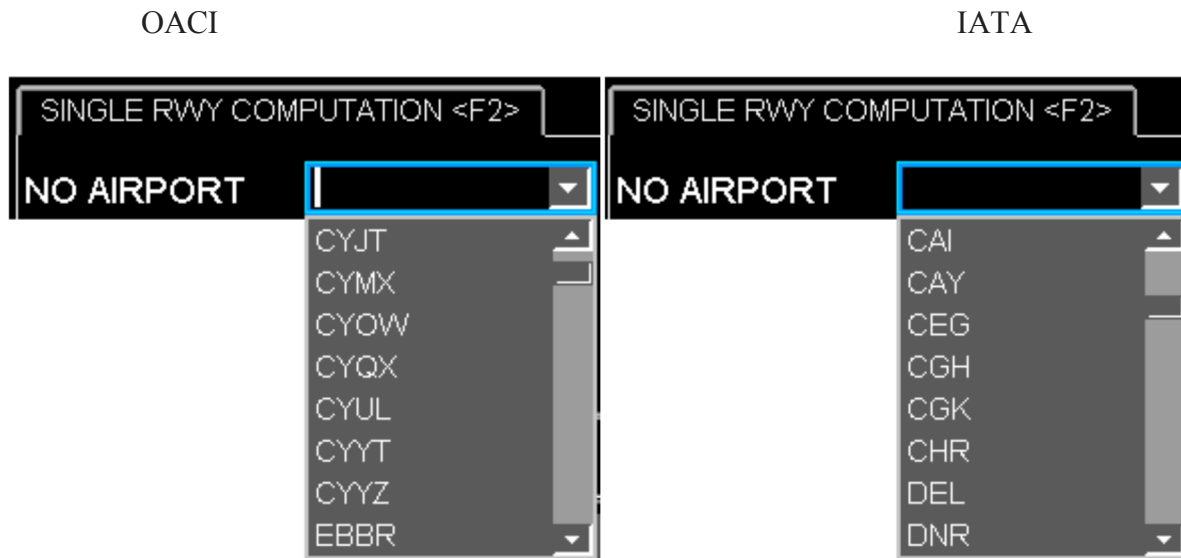 OACI
IATA
SINGLE RWY COMPUTATION <F2>
NO AIRPORT
CYJT
CYMX
CYOW
CYQX
CYUL
CYYT
CYYZ
EBBR
SINGLE RWY COMPUTATION <F2>
NO AIRPORT
CAI
CAY
CEG
CGH
CGK
CHR
DEL
DNR